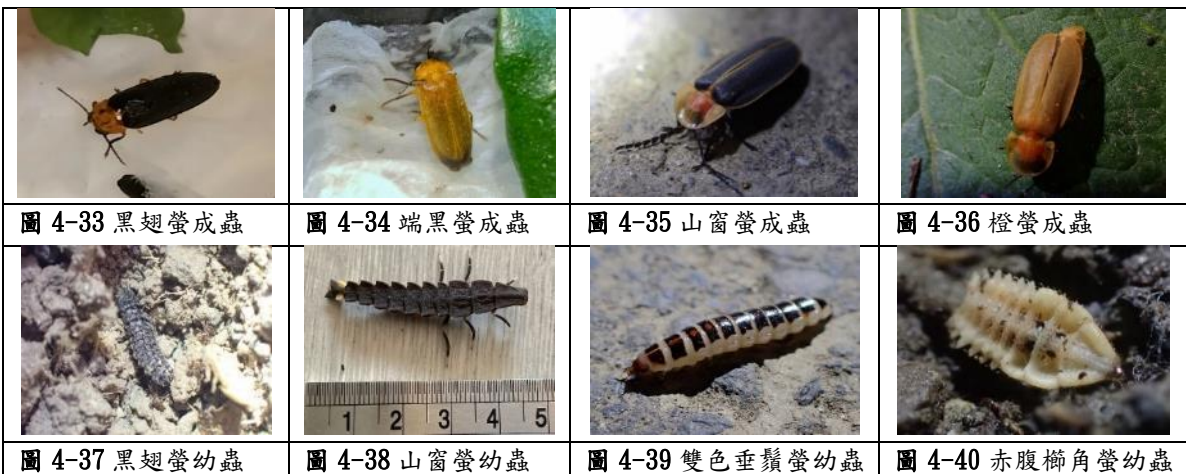 圖 4-33 黑翅螢成蟲
圖 4-34 端黑螢成蟲
圖 4-35 山窗螢成蟲
圖 4-36 橙螢成蟲
1 2 3 4 5
圖 4-37 黑翅螢幼蟲
圖 4-38 山窗螢幼蟲
圖 4-39 雙色垂鬚螢幼蟲
圖 4-40 赤腹櫛角螢幼蟲